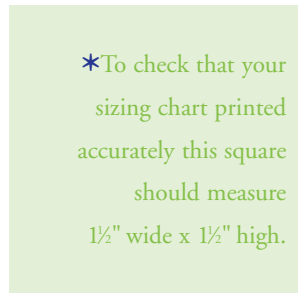 *To check that your
sizing chart printed
accurately this square
should measure
1½" wide x 1½" high.